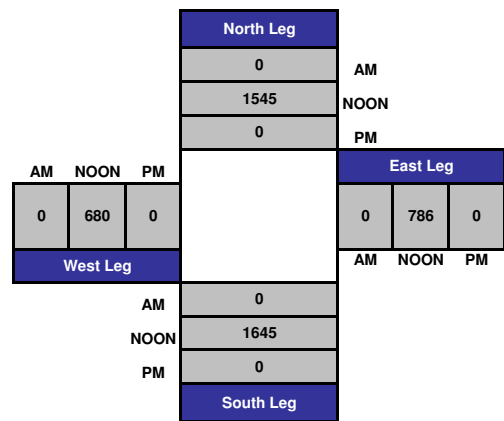 North Leg
0 AM
1545 NOON
0 PM
AM NOON PM East Leg
0 680 0 0 786 0
West Leg AM NOON PM
AM 0
NOON 1645
PM 0
South Leg